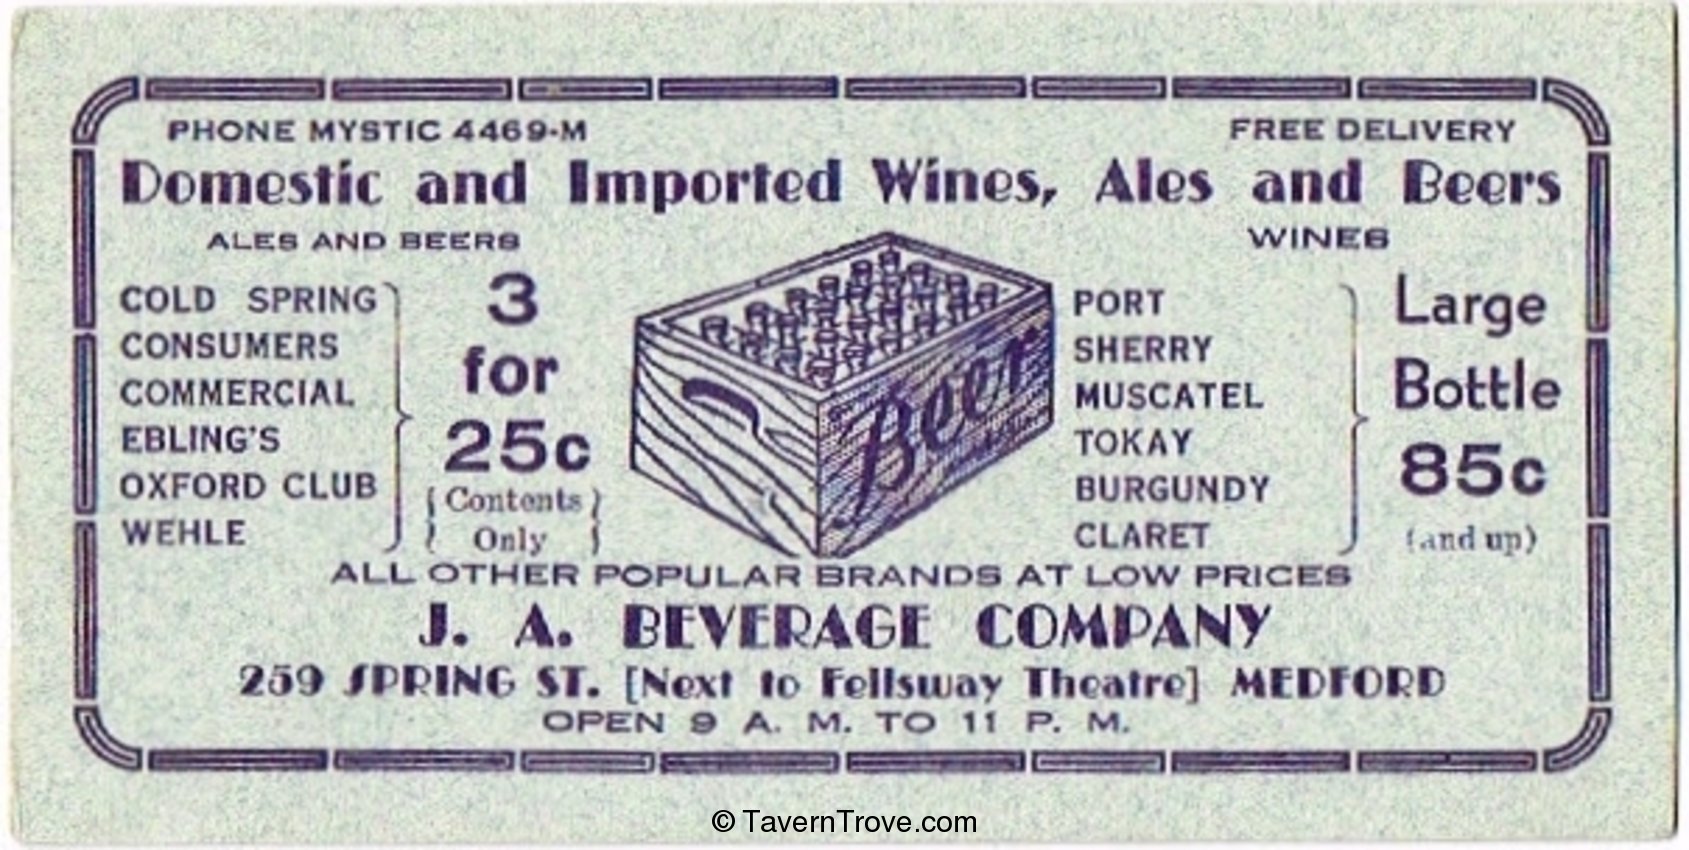 PHONE MYSTIC 4469-M
FREE DELIVERY
Domestic and Imported Wines, Ales and Beers
ALES AND BEERS
COLD SPRING
CONSUMERS
COMMERCIAL
EBLING'S
OXFORD CLUB
WEHLE
3
for
25c
(Contents
Only)
Beer
WINES
PORT
SHERRY
MUSCATEL
TOKAY
BURGUNDY
CLARET
Large
Bottle
85c
(and up)
ALL OTHER POPULAR BRANDS AT LOW PRICES
J. A. BEVERAGE COMPANY
259 SPRING ST. [Next to Fellsway Theatre] MEDFORD
OPEN 9 A. M. TO 11 P. M.
© TavernTrove.com